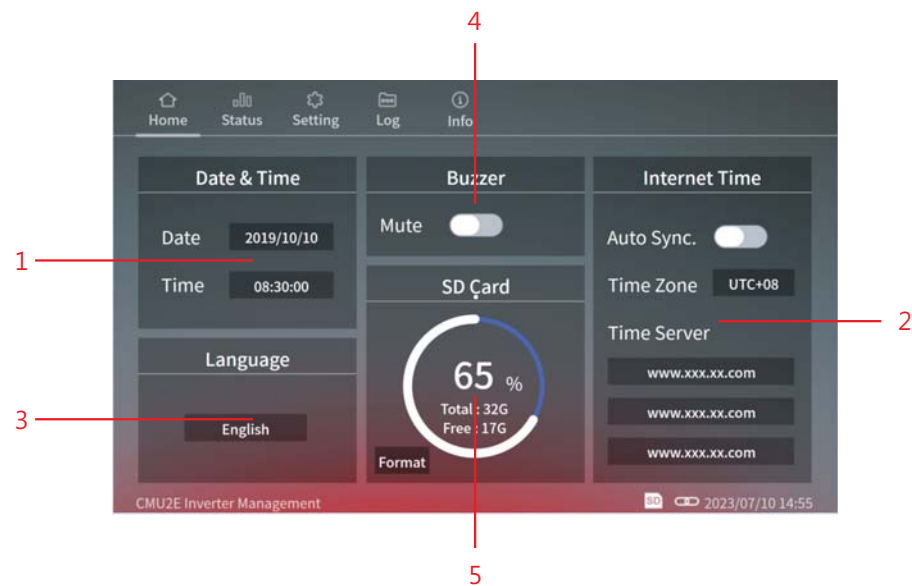 4
Home Status Setting Log Info
Date & Time
Date 2019/10/10
Time 08:30:00
1
Language
English
3
Buzzer
Mute
SD Card
65 %
Total : 32G
Free : 17G
Format
Internet Time
Auto Sync.
Time Zone UTC+08
Time Server
2
www.xxx.xx.com
www.xxx.xx.com
www.xxx.xx.com
CMU2E Inverter Management SD 2023/07/10 14:55
5